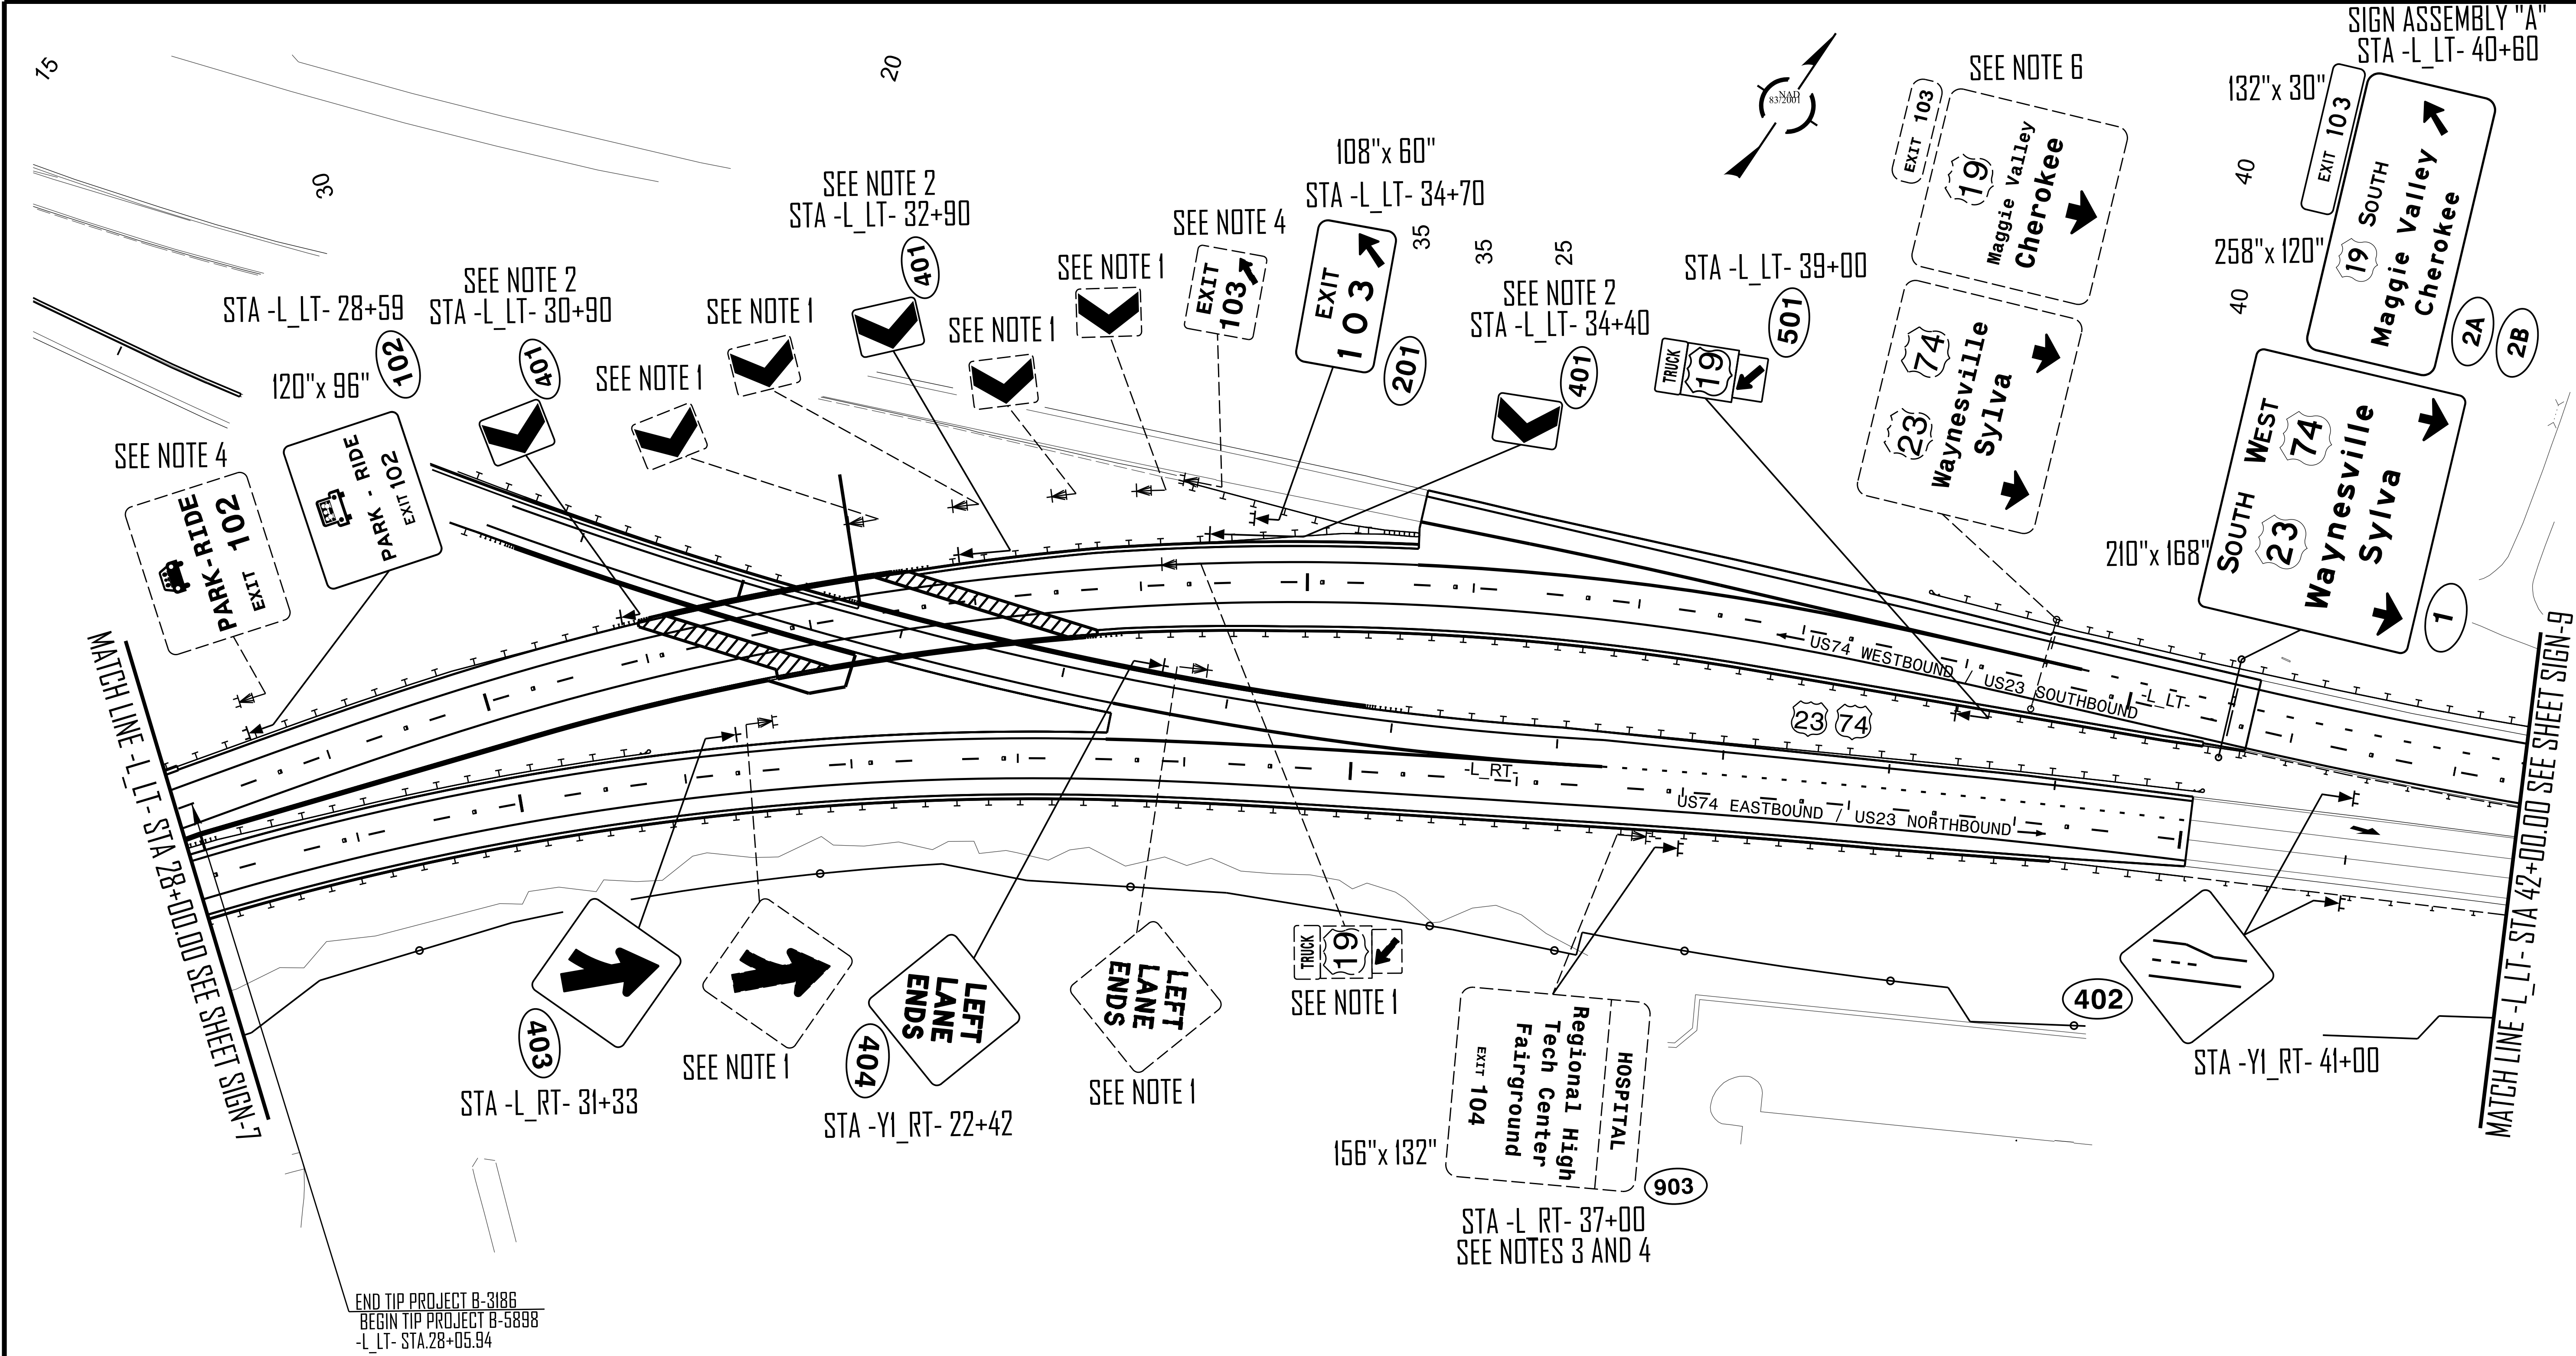 SIGN ASSEMBLY "A"
STA -L_LT- 40+60
132"x 30"
EXIT 103
19 SOUTH
Maggie Valley
Cherokee
258"x 120"
2A
2B
SOUTH WEST
23 74
Waynesville
Sylva
210"x 168"
1
15
20
30
NAD
83/2001
SEE NOTE 6
EXIT 103
19
Maggie Valley
Cherokee
23 74
Waynesville
Sylva
40
40
108"x 60"
STA -L_LT- 34+70
EXIT
103
201
35
35
25
SEE NOTE 2
STA -L_LT- 32+90
401
SEE NOTE 4
EXIT
103
SEE NOTE 1
SEE NOTE 1
SEE NOTE 1
SEE NOTE 1
SEE NOTE 2
STA -L_LT- 30+90
401
STA -L_LT- 28+59
102
120"x 96"
PARK - RIDE
EXIT 102
SEE NOTE 4
PARK-RIDE
EXIT 102
SEE NOTE 2
STA -L_LT- 34+40
401
STA -L_LT- 39+00
501
TRUCK
19
MATCH LINE -L_LT- STA 28+00.00 SEE SHEET SIGN-7
US74 WESTBOUND / US23 SOUTHBOUND
-L_LT-
23 74
-L_RT-
US74 EASTBOUND / US23 NORTHBOUND
MATCH LINE -L_LT- STA 42+00.00 SEE SHEET SIGN-9
403
STA -L_RT- 31+33
SEE NOTE 1
LEFT
LANE
ENDS
404
STA -Y1_RT- 22+42
LEFT
LANE
ENDS
SEE NOTE 1
TRUCK
19
SEE NOTE 1
HOSPITAL
Regional High
Tech Center
Fairground
EXIT 104
156"x 132"
903
STA -L_RT- 37+00
SEE NOTES 3 AND 4
402
STA -Y1_RT- 41+00
END TIP PROJECT B-3186
BEGIN TIP PROJECT B-5898
-L_LT- STA.28+05.94